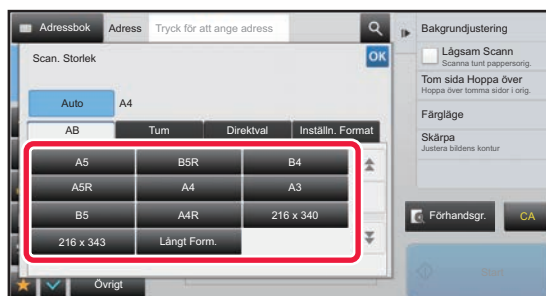 Adressbok
Adress
Tryck för att ange adress
Scan. Storlek
OK
Auto
A4
AB
Tum
Direktval
Inställn. Format
A5
B5R
B4
A5R
A4
A3
B5
A4R
216 x 340
216 x 343
Långt Form.
Övrigt
Bakgrundjustering
Lågsam Scann
Scanna tunt pappersorig.
Tom sida Hoppa över
Hoppa över tomma sidor i orig.
Färgläge
Skärpa
Justera bildens kontur
Förhandsgr.
CA
Start